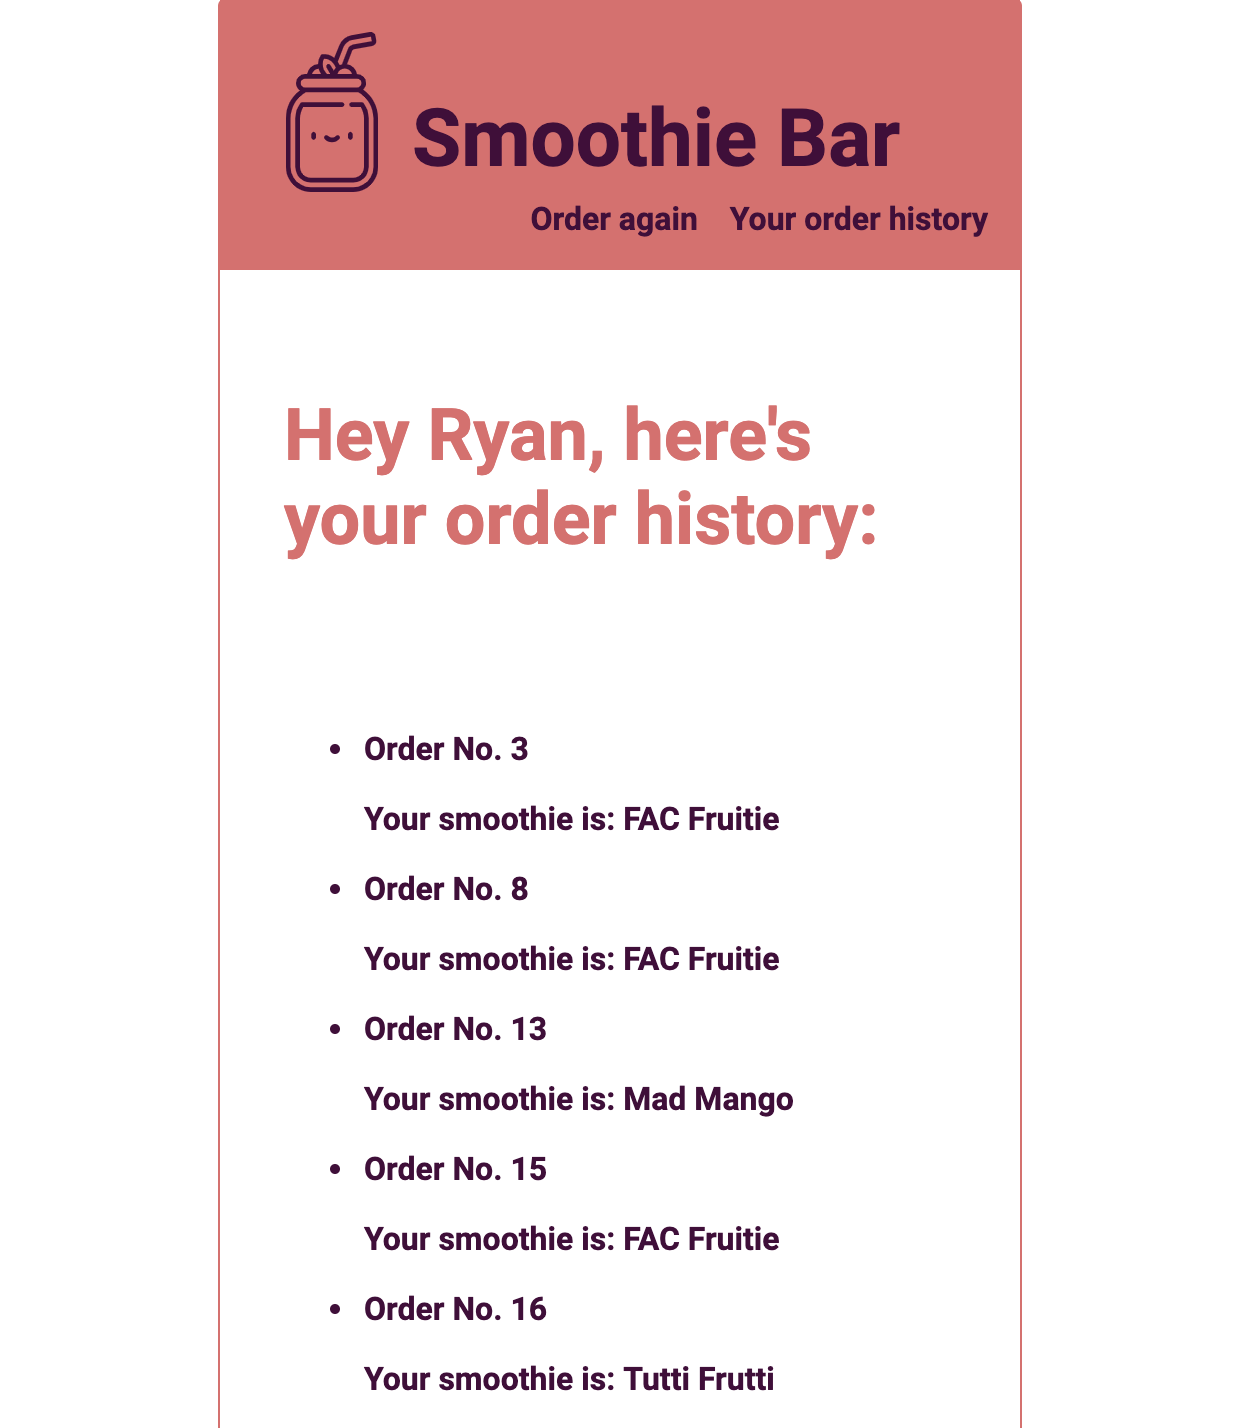 Smoothie Bar
Order again Your order history
Hey Ryan, here's
your order history:
Order No. 3
Your smoothie is: FAC Fruitie
Order No. 8
Your smoothie is: FAC Fruitie
Order No. 13
Your smoothie is: Mad Mango
Order No. 15
Your smoothie is: FAC Fruitie
Order No. 16
Your smoothie is: Tutti Frutti